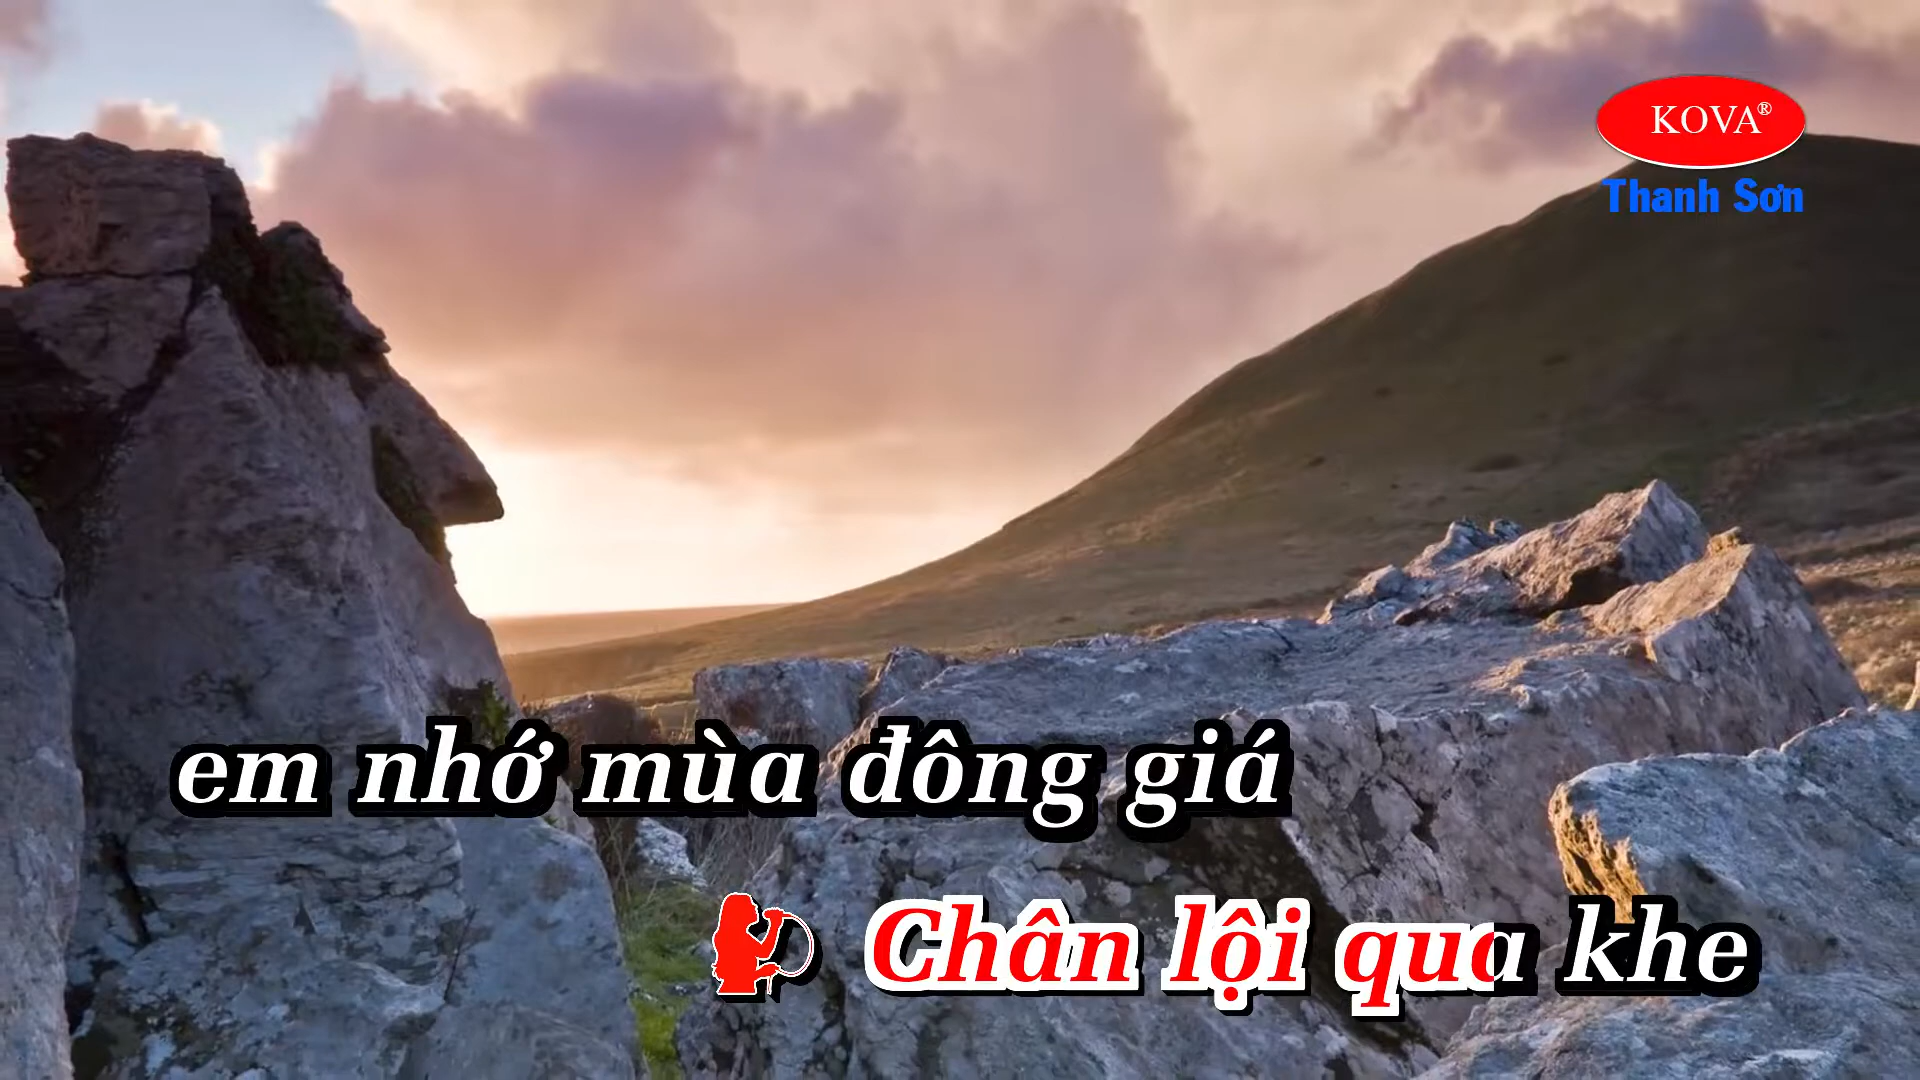 KOVA®
Thanh Sơn
em nhớ mùa đông giá
Chân lội qua khe